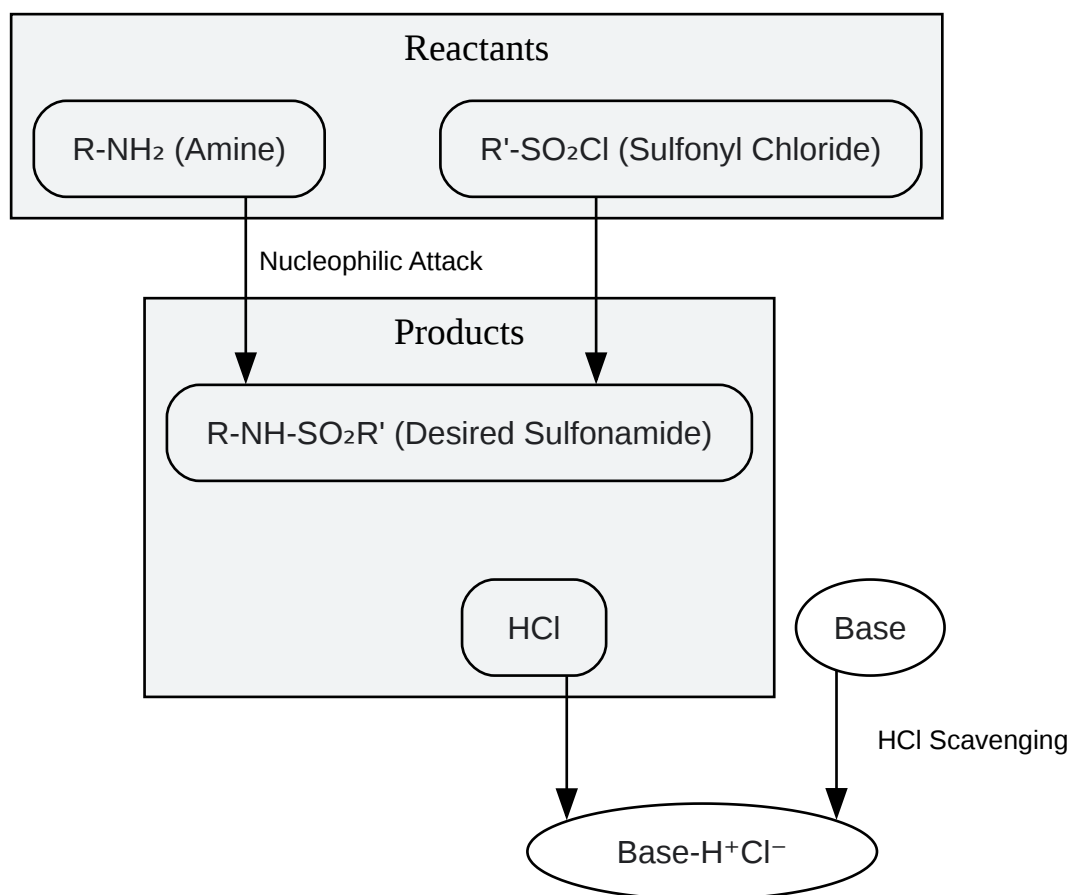 Reactants
R-NH₂ (Amine)
R'-SO₂Cl (Sulfonyl Chloride)
Nucleophilic Attack
Products
R-NH-SO₂R' (Desired Sulfonamide)
HCl
Base
HCl Scavenging
Base-H⁺Cl⁻